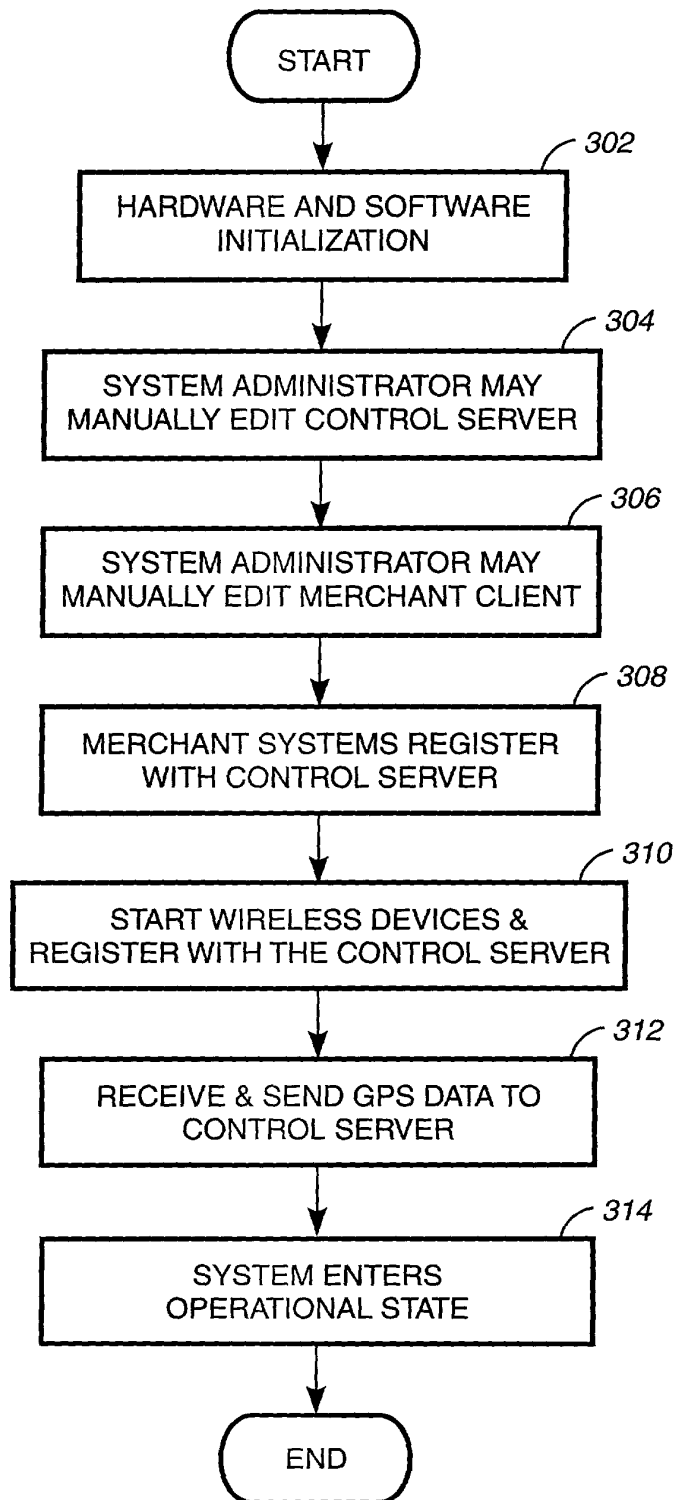 START
302
HARDWARE AND SOFTWARE
INITIALIZATION
304
SYSTEM ADMINISTRATOR MAY
MANUALLY EDIT CONTROL SERVER
306
SYSTEM ADMINISTRATOR MAY
MANUALLY EDIT MERCHANT CLIENT
308
MERCHANT SYSTEMS REGISTER
WITH CONTROL SERVER
310
START WIRELESS DEVICES &
REGISTER WITH THE CONTROL SERVER
312
RECEIVE & SEND GPS DATA TO
CONTROL SERVER
314
SYSTEM ENTERS
OPERATIONAL STATE
END